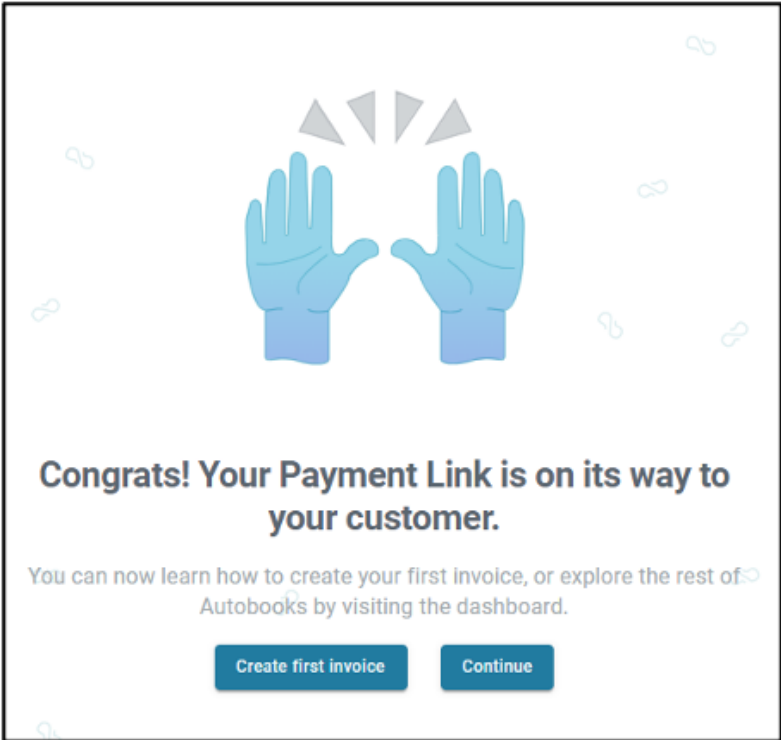 Congrats! Your Payment Link is on its way to
your customer.
You can now learn how to create your first invoice, or explore the rest of
Autobooks by visiting the dashboard.
Create first invoice
Continue